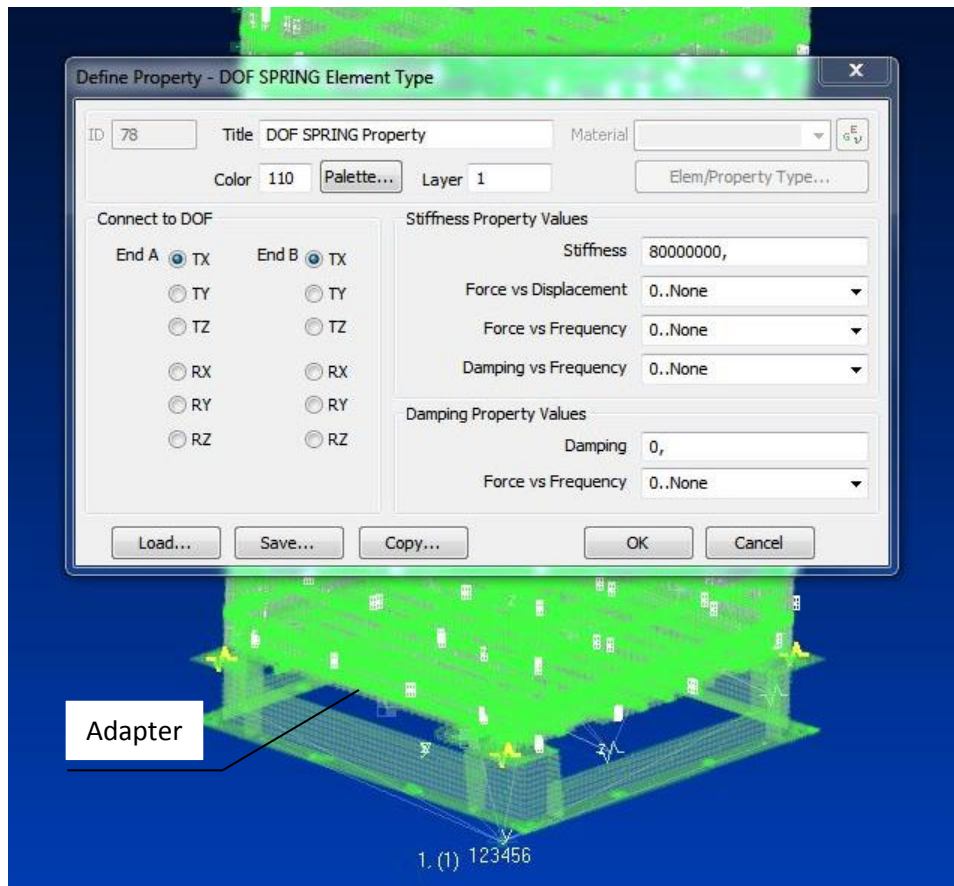 Define Property - DOF SPRING Element Type
X
ID 78 Title DOF SPRING Property Material
G E ν
Color 110 Palette... Layer 1 Elem/Property Type...
Connect to DOF
End A TX End B TX
TY TY
TZ TZ
RX RX
RY RY
RZ RZ
Stiffness Property Values
Stiffness 80000000,
Force vs Displacement 0..None
Force vs Frequency 0..None
Damping vs Frequency 0..None
Damping Property Values
Damping 0,
Force vs Frequency 0..None
Load... Save... Copy... OK Cancel
Adapter
Z
Y
1, (1) 123456